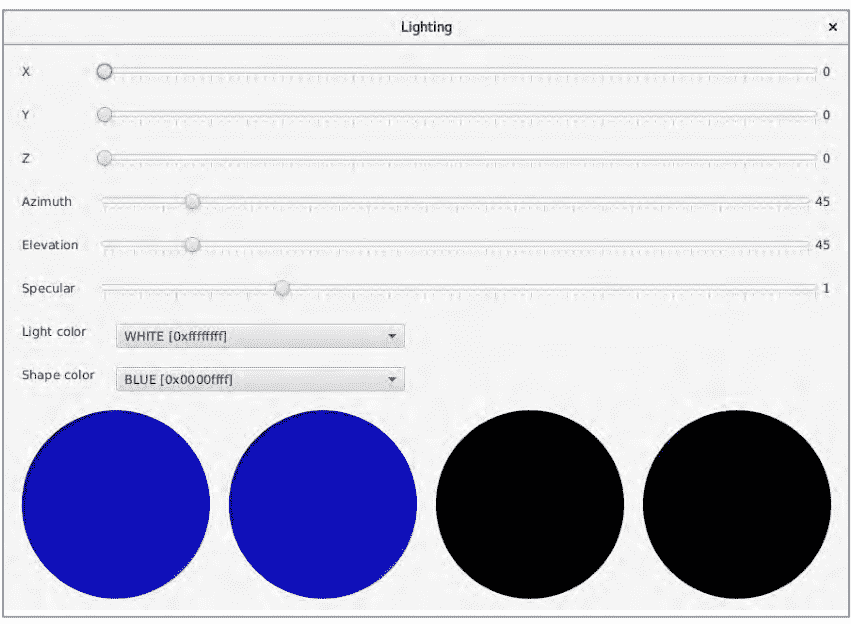 Lighting ×
X 0
Y 0
Z 0
Azimuth 45
Elevation 45
Specular 1
Light color WHITE [0xffffffff]
Shape color BLUE [0x0000ffff]